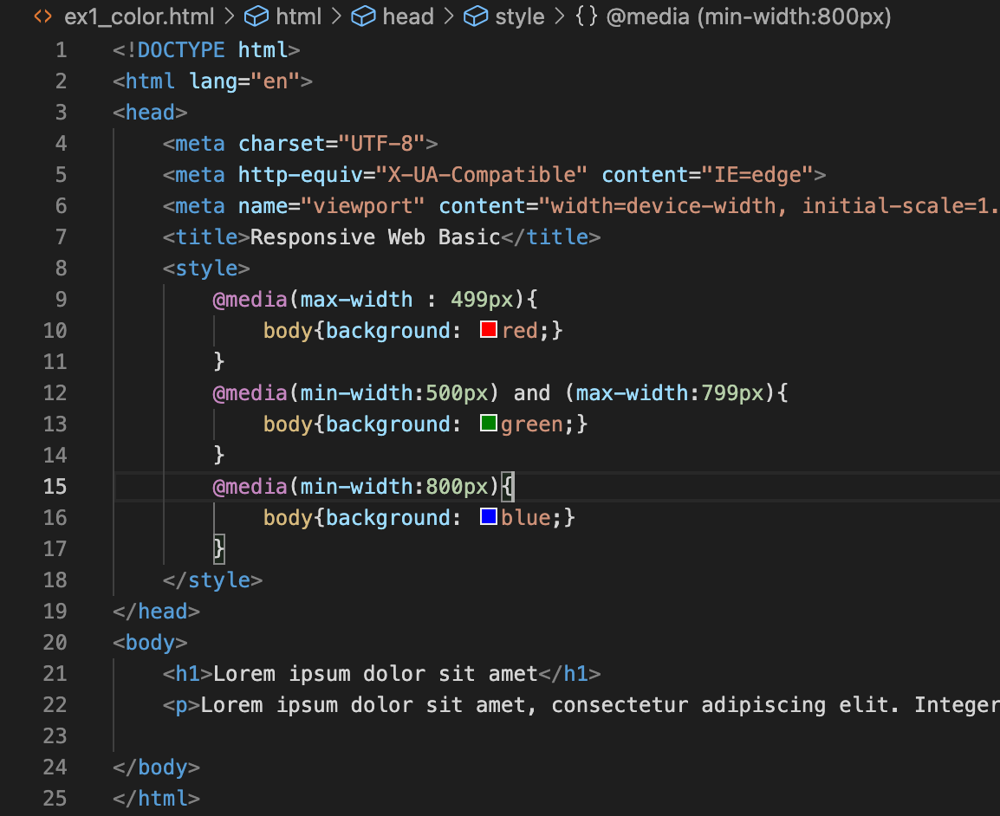 <> ex1_color.html > html > head > style > {} @media (min-width:800px)
1 <!DOCTYPE html>
2 <html lang="en">
3 <head>
4     <meta charset="UTF-8">
5     <meta http-equiv="X-UA-Compatible" content="IE=edge">
6     <meta name="viewport" content="width=device-width, initial-scale=1.
7     <title>Responsive Web Basic</title>
8     <style>
9         @media(max-width : 499px){
10             body{background: red;}
11         }
12         @media(min-width:500px) and (max-width:799px){
13             body{background: green;}
14         }
15         @media(min-width:800px){
16             body{background: blue;}
17         }
18     </style>
19 </head>
20 <body>
21     <h1>Lorem ipsum dolor sit amet</h1>
22     <p>Lorem ipsum dolor sit amet, consectetur adipiscing elit. Integer
23
24 </body>
25 </html>